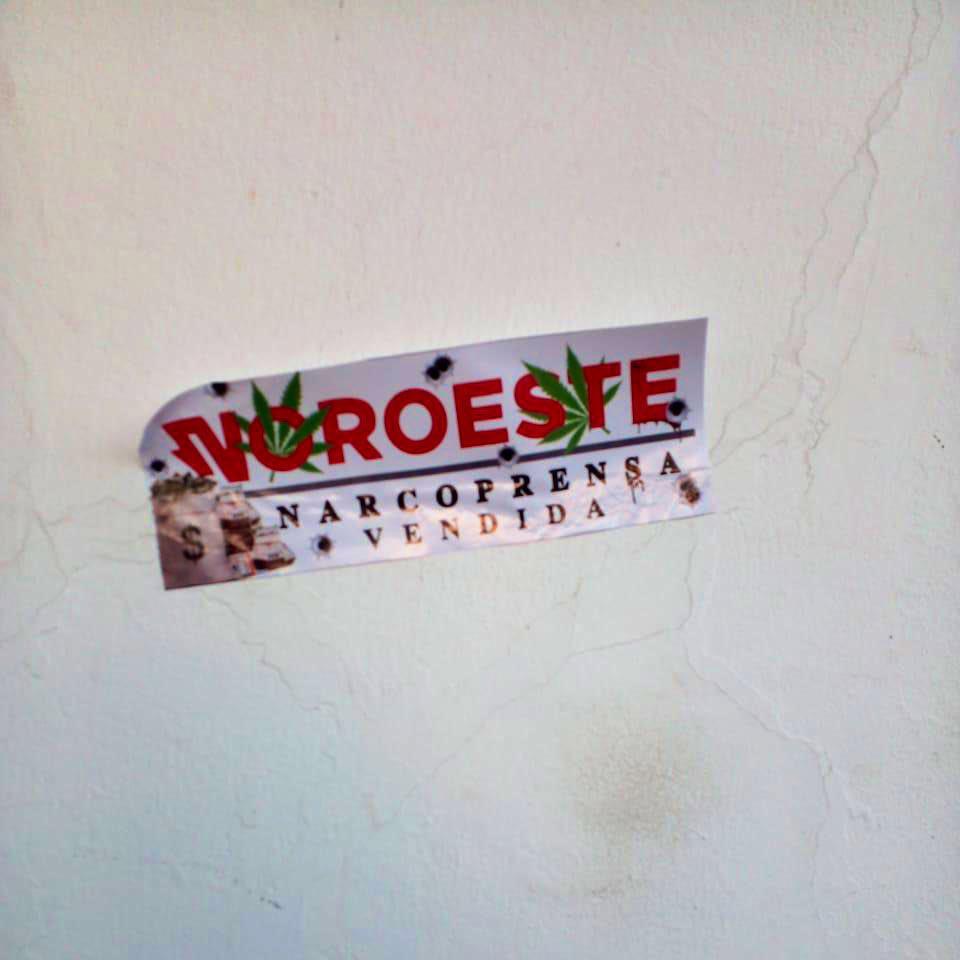 NOROESTE
NARCOPRENSA
VENDIDA
$